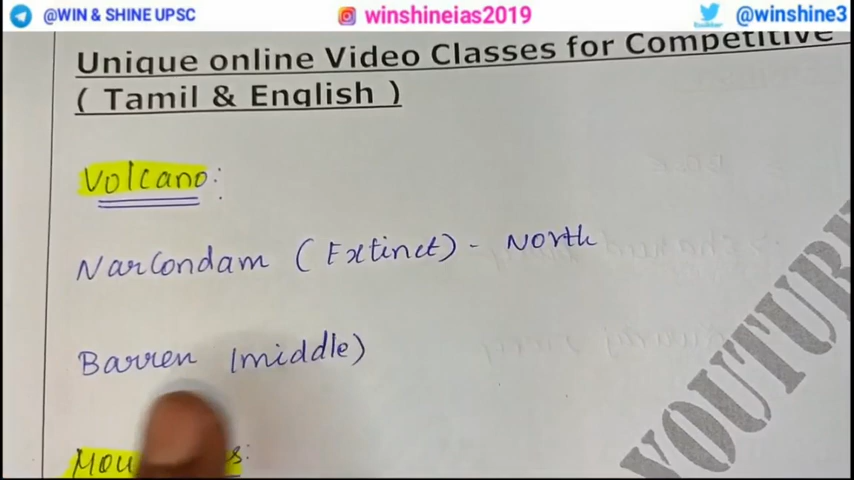 @WIN & SHINE UPSC winshineias2019 @winshine3
Unique online Video Classes for Competitive
( Tamil & English )
Volcano:
Narcondam (Extinct) - North
Barren (middle)
YOUTUB